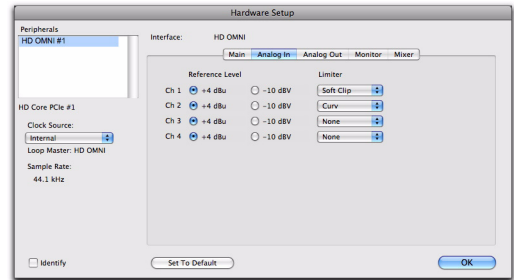 Hardware Setup
Peripherals
HD OMNI #1
Interface: HD OMNI
Main Analog In Analog Out Monitor Mixer
Reference Level Limiter
Ch 1 +4 dBu -10 dBV Soft Clip
Ch 2 +4 dBu -10 dBV Curv
Ch 3 +4 dBu -10 dBV None
Ch 4 +4 dBu -10 dBV None
HD Core PCIe #1
Clock Source:
Internal
Loop Master: HD OMNI
Sample Rate:
44.1 kHz
Identify
Set To Default
OK